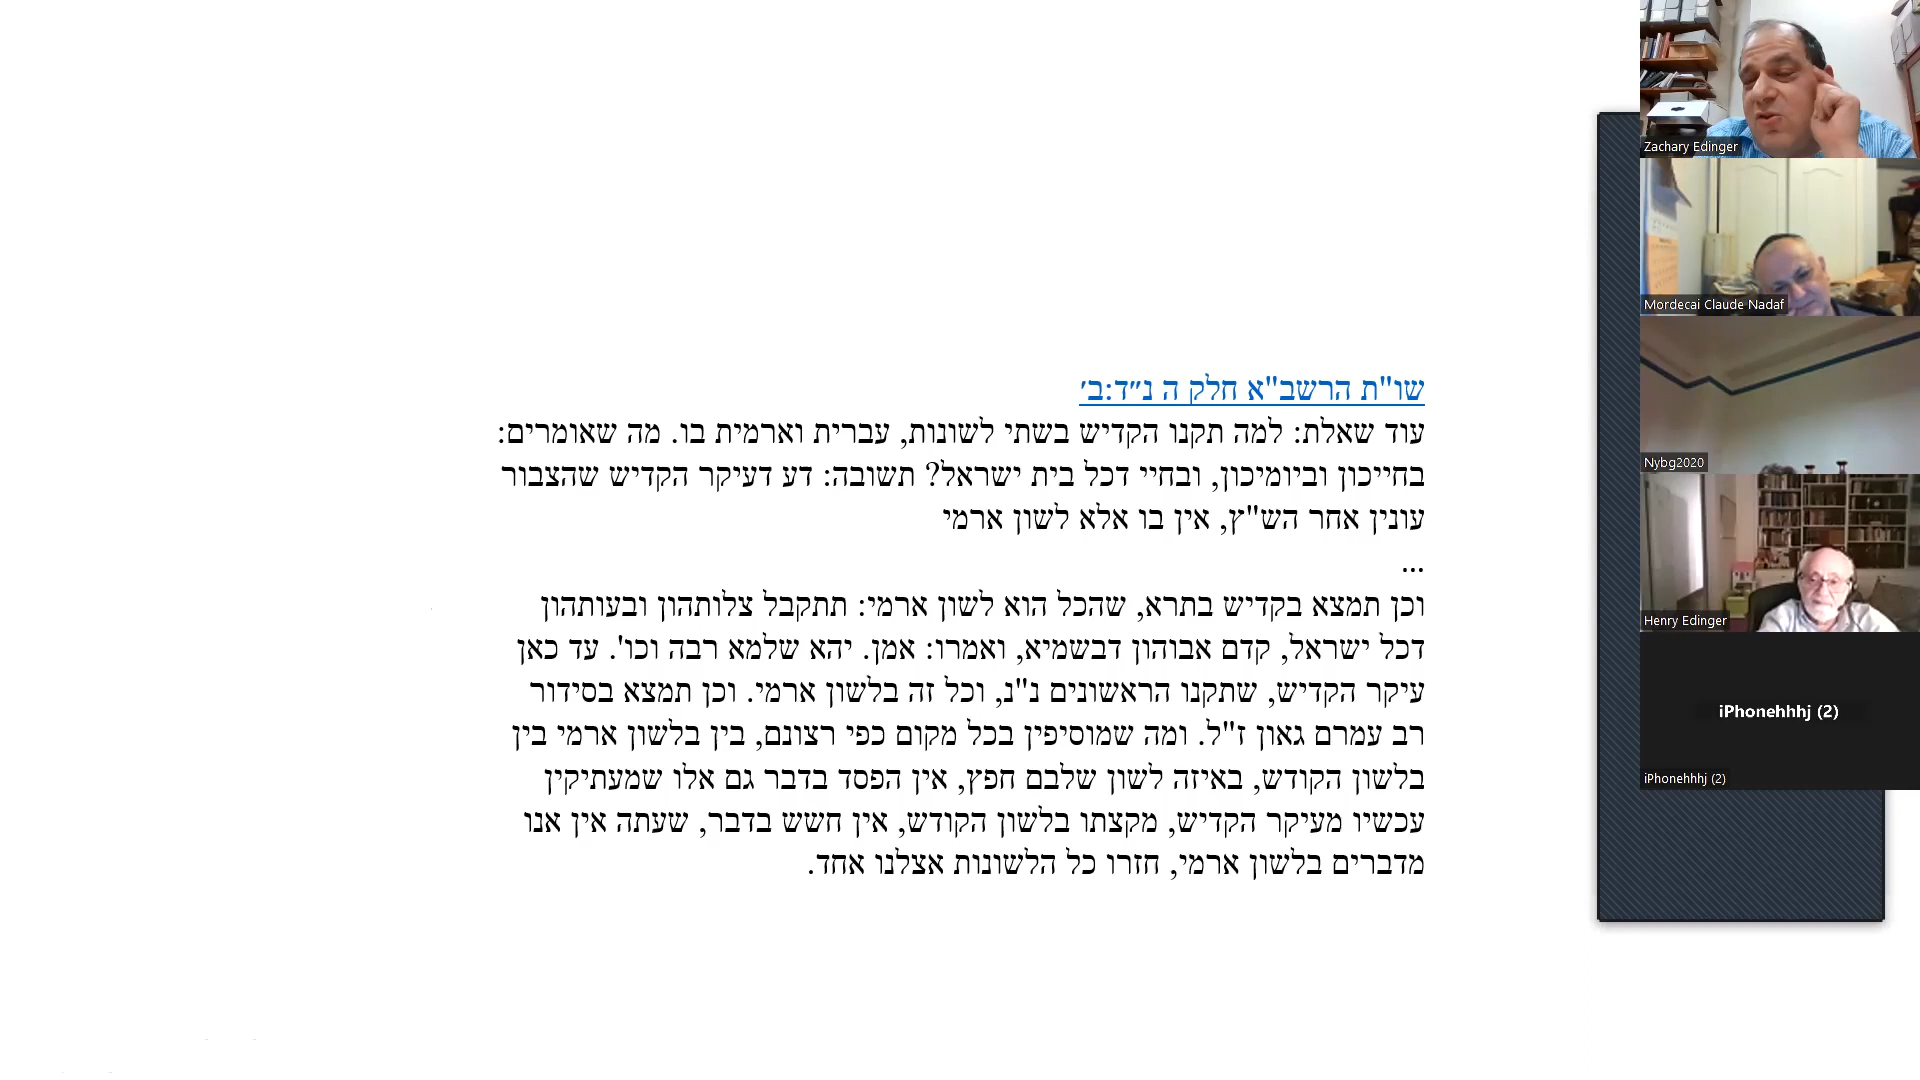 שו"ת הרשב"א חלק ה נ״ד:ב׳
עוד שאלת: למה תקנו הקדיש בשתי לשונות, עברית וארמית בו. מה שאומרים:
בחייכון וביומיכון, ובחיי דכל בית ישראל? תשובה: דע דעיקר הקדיש שהצבור
עונין אחר הש"ץ, אין בו אלא לשון ארמי
...
וכן תמצא בקדיש בתרא, שהכל הוא לשון ארמי: תתקבל צלותהון ובעותהון
דכל ישראל, קדם אבוהון דבשמיא, ואמרו: אמן. יהא שלמא רבה וכו'. עד כאן
עיקר הקדיש, שתקנו הראשונים נ"נ, וכל זה בלשון ארמי. וכן תמצא בסידור
רב עמרם גאון ז"ל. ומה שמוסיפין בכל מקום כפי רצונם, בין בלשון ארמי בין
בלשון הקודש, באיזה לשון שלבם חפץ, אין הפסד בדבר גם אלו שמעתיקין
עכשיו מעיקר הקדיש, מקצתו בלשון הקודש, אין חשש בדבר, שעתה אין אנו
מדברים בלשון ארמי, חזרו כל הלשונות אצלנו אחד.
Zachary Edinger
Mordecai Claude Nadaf
Nybg2020
Henry Edinger
iPhonehhhj (2)
iPhonehhhj (2)